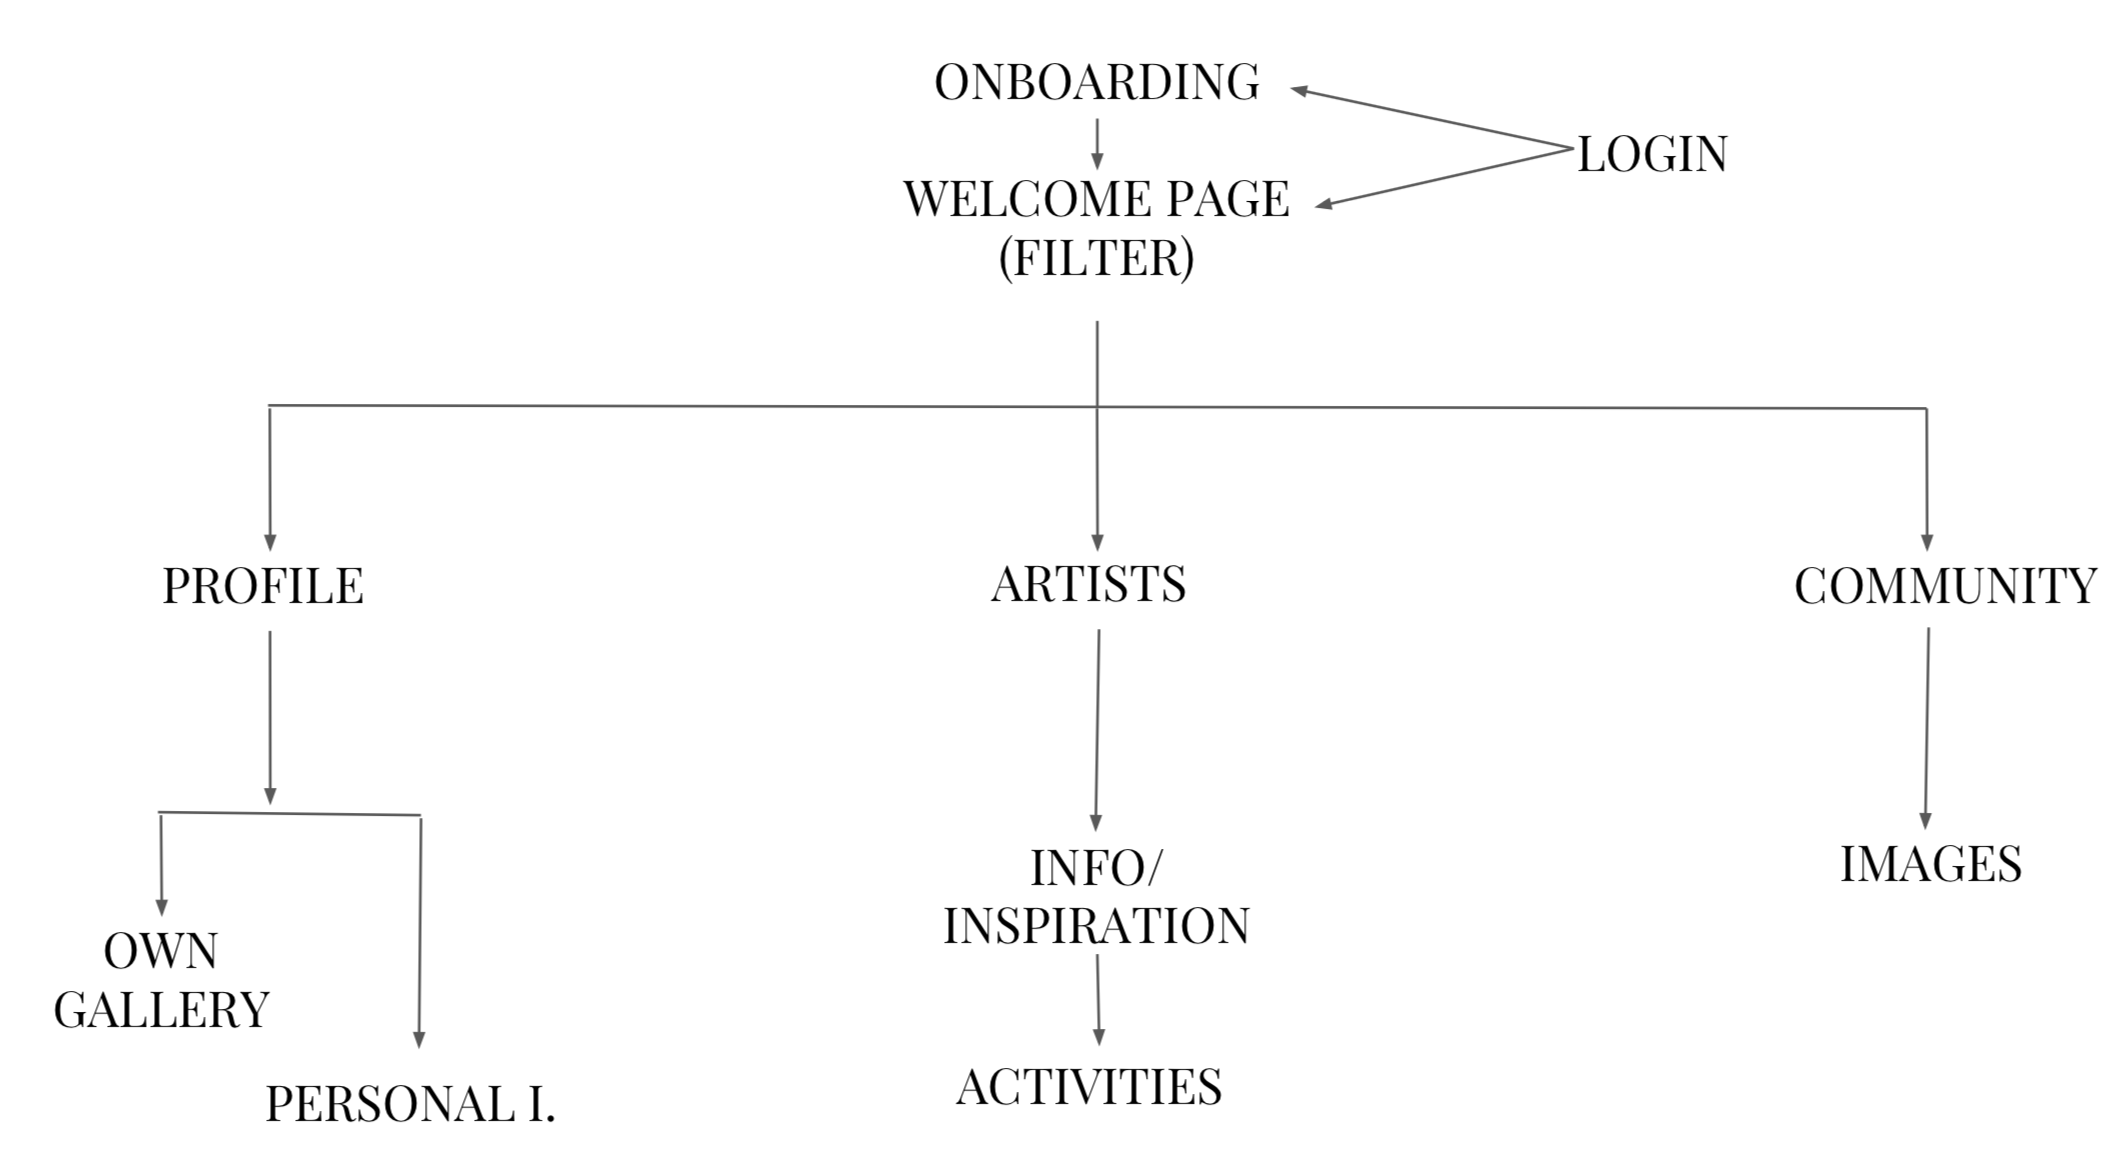 ONBOARDING
LOGIN
WELCOME PAGE
(FILTER)
PROFILE
ARTISTS
COMMUNITY
INFO/
INSPIRATION
IMAGES
OWN
GALLERY
PERSONAL I.
ACTIVITIES